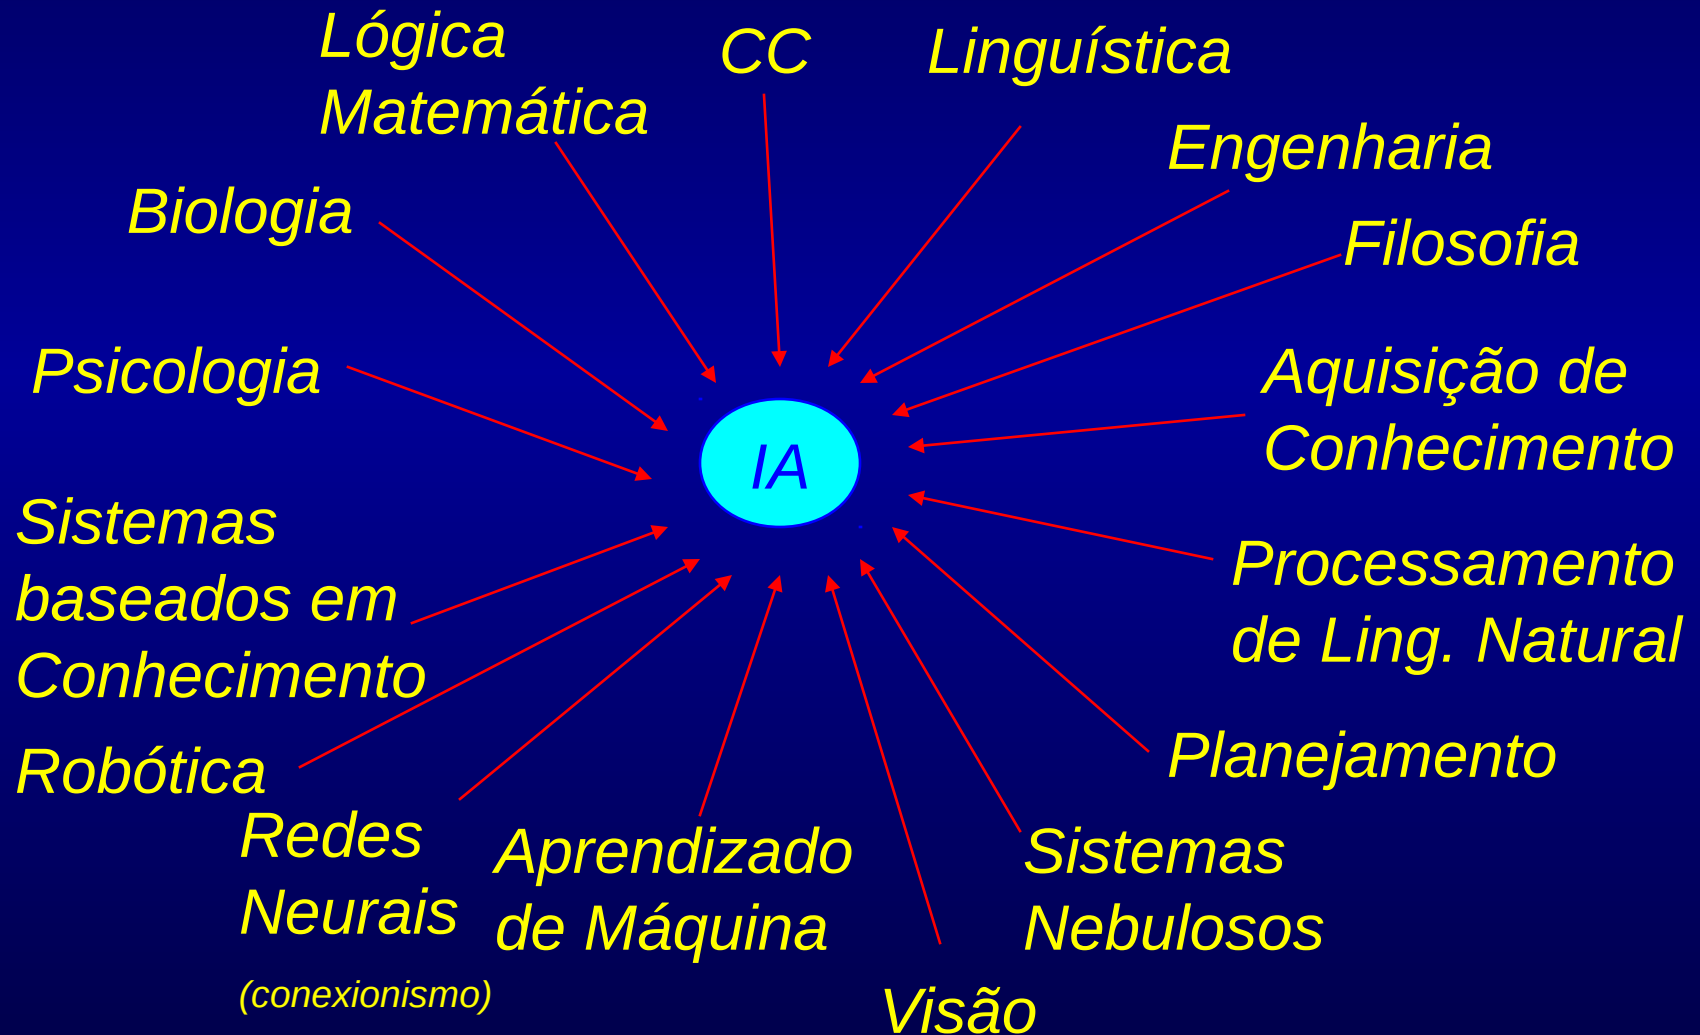 Lógica
Matemática
CC
Linguística
Engenharia
Biologia
Filosofia
Psicologia
Aquisição de
Conhecimento
IA
Sistemas
baseados em
Conhecimento
Processamento
de Ling. Natural
Robótica
Planejamento
Redes
Neurais
(conexionismo)
Aprendizado
de Máquina
Sistemas
Nebulosos
Visão